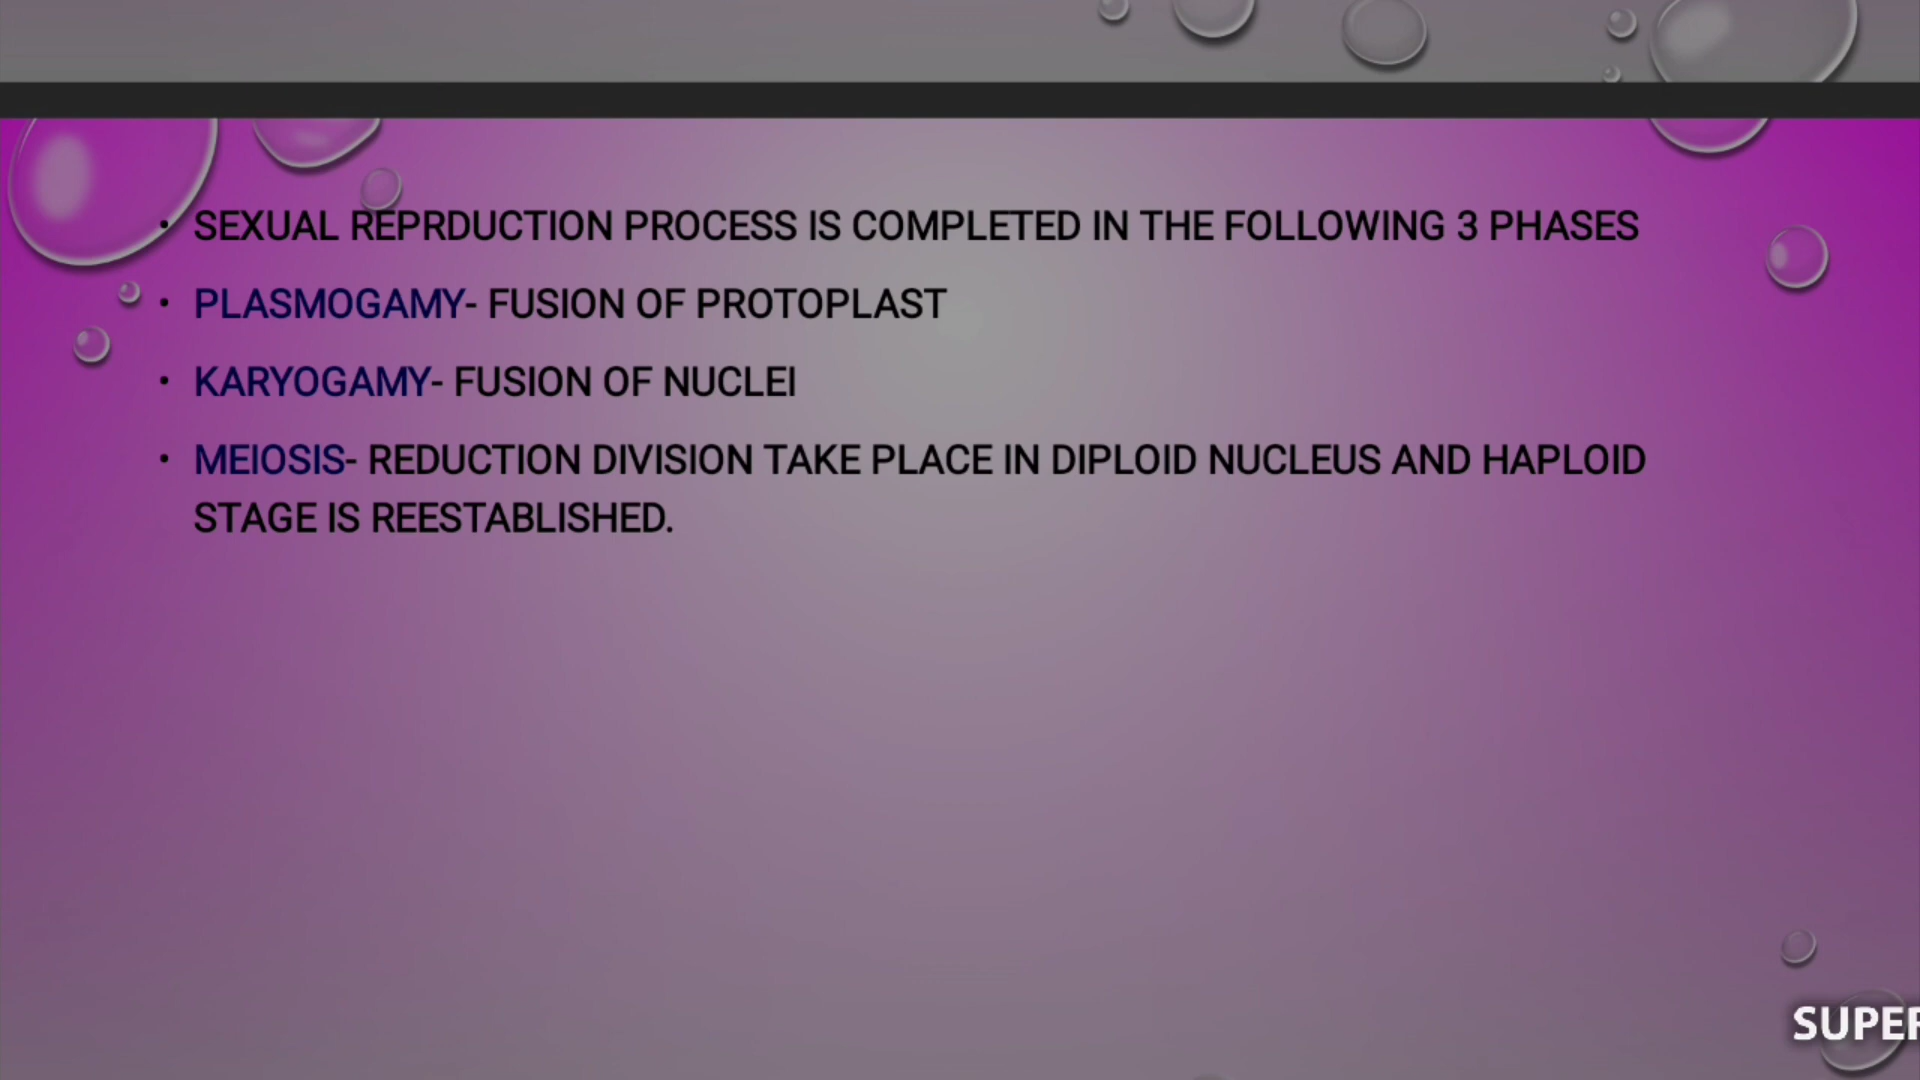 • SEXUAL REPRDUCTION PROCESS IS COMPLETED IN THE FOLLOWING 3 PHASES
• PLASMOGAMY- FUSION OF PROTOPLAST
• KARYOGAMY- FUSION OF NUCLEI
• MEIOSIS- REDUCTION DIVISION TAKE PLACE IN DIPLOID NUCLEUS AND HAPLOID
STAGE IS REESTABLISHED.